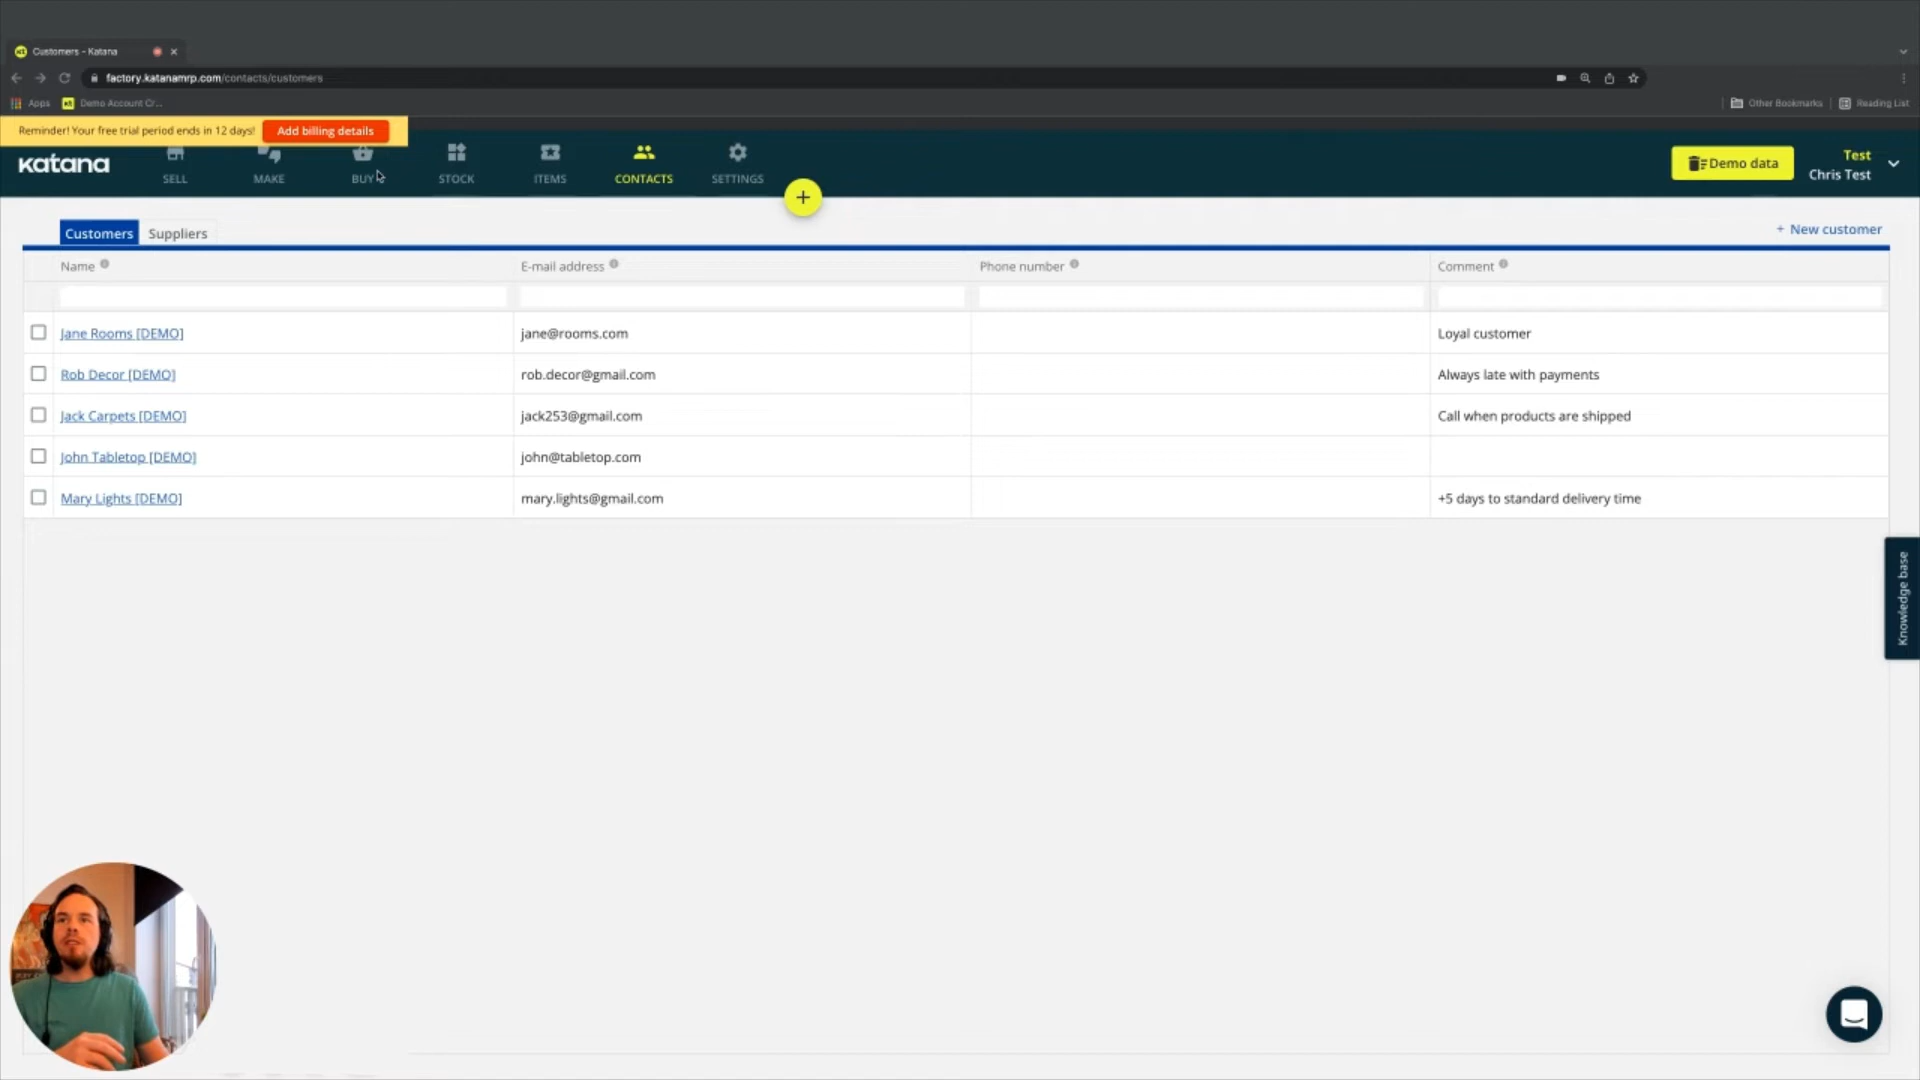 Customers - Katana
factory.katanamrp.com/contacts/customers
Apps
Demo Account Cr...
Other Bookmarks
Reading List
Reminder! Your free trial period ends in 12 days!
Add billing details
katana
SELL
MAKE
BUY
STOCK
ITEMS
CONTACTS
SETTINGS
+
Demo data
Test
Chris Test
Customers
Suppliers
+ New customer
Name
E-mail address
Phone number
Comment
Jane Rooms [DEMO]
jane@rooms.com
Loyal customer
Rob Decor [DEMO]
rob.decor@gmail.com
Always late with payments
Jack Carpets [DEMO]
jack253@gmail.com
Call when products are shipped
John Tabletop [DEMO]
john@tabletop.com
Mary Lights [DEMO]
mary.lights@gmail.com
+5 days to standard delivery time
Knowledge base